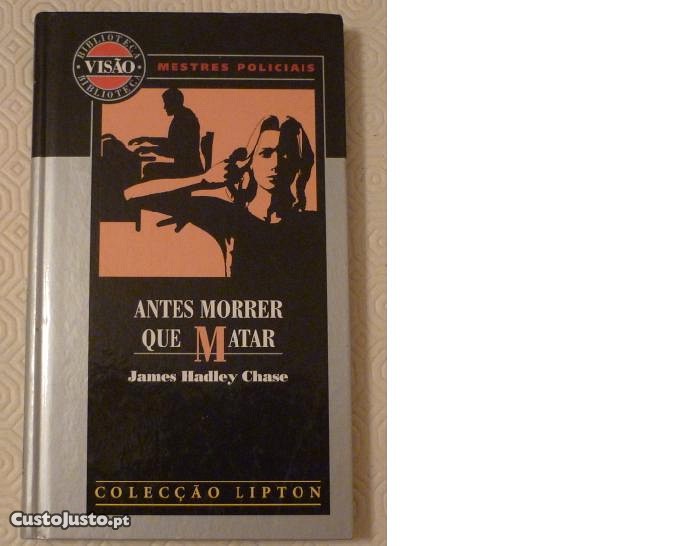 BIBLIOTECA
VISÃO
BIBLIOTECA
MESTRES POLICIAIS
ANTES MORRER
QUE MATAR
James Hadley Chase
COLECÇÃO LIPTON
CustoJusto.pt